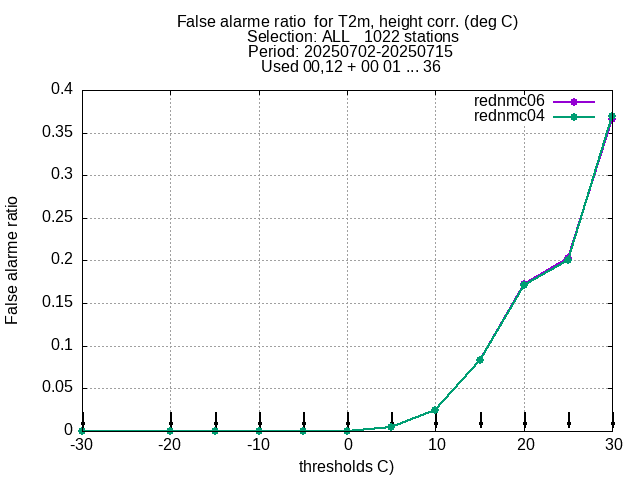 False alarme ratio  for T2m, height corr. (deg C)
Selection: ALL   1022 stations
Period: 20250702-20250715
Used 00,12 + 00 01 ... 36
rednmc06
rednmc04
0.4
0.35
0.3
0.25
0.2
0.15
0.1
0.05
0
False alarme ratio
-30 -20 -10 0 10 20 30
thresholds C)